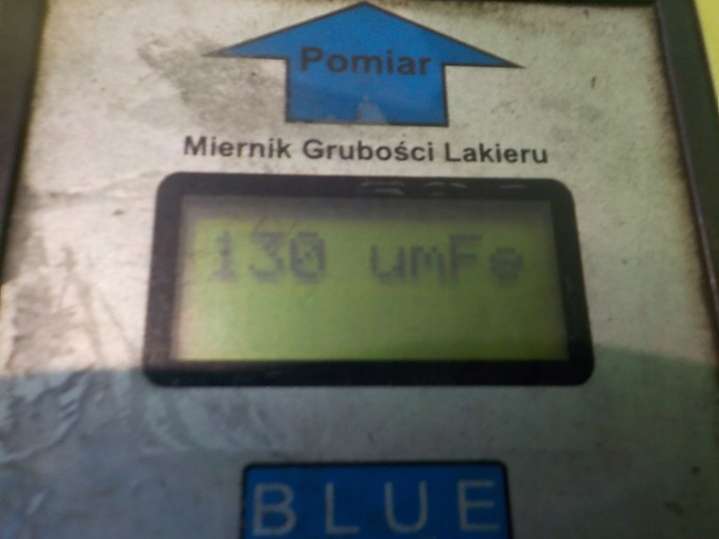 Pomiar
Miernik Grubości Lakieru
130 umFe
BLUE